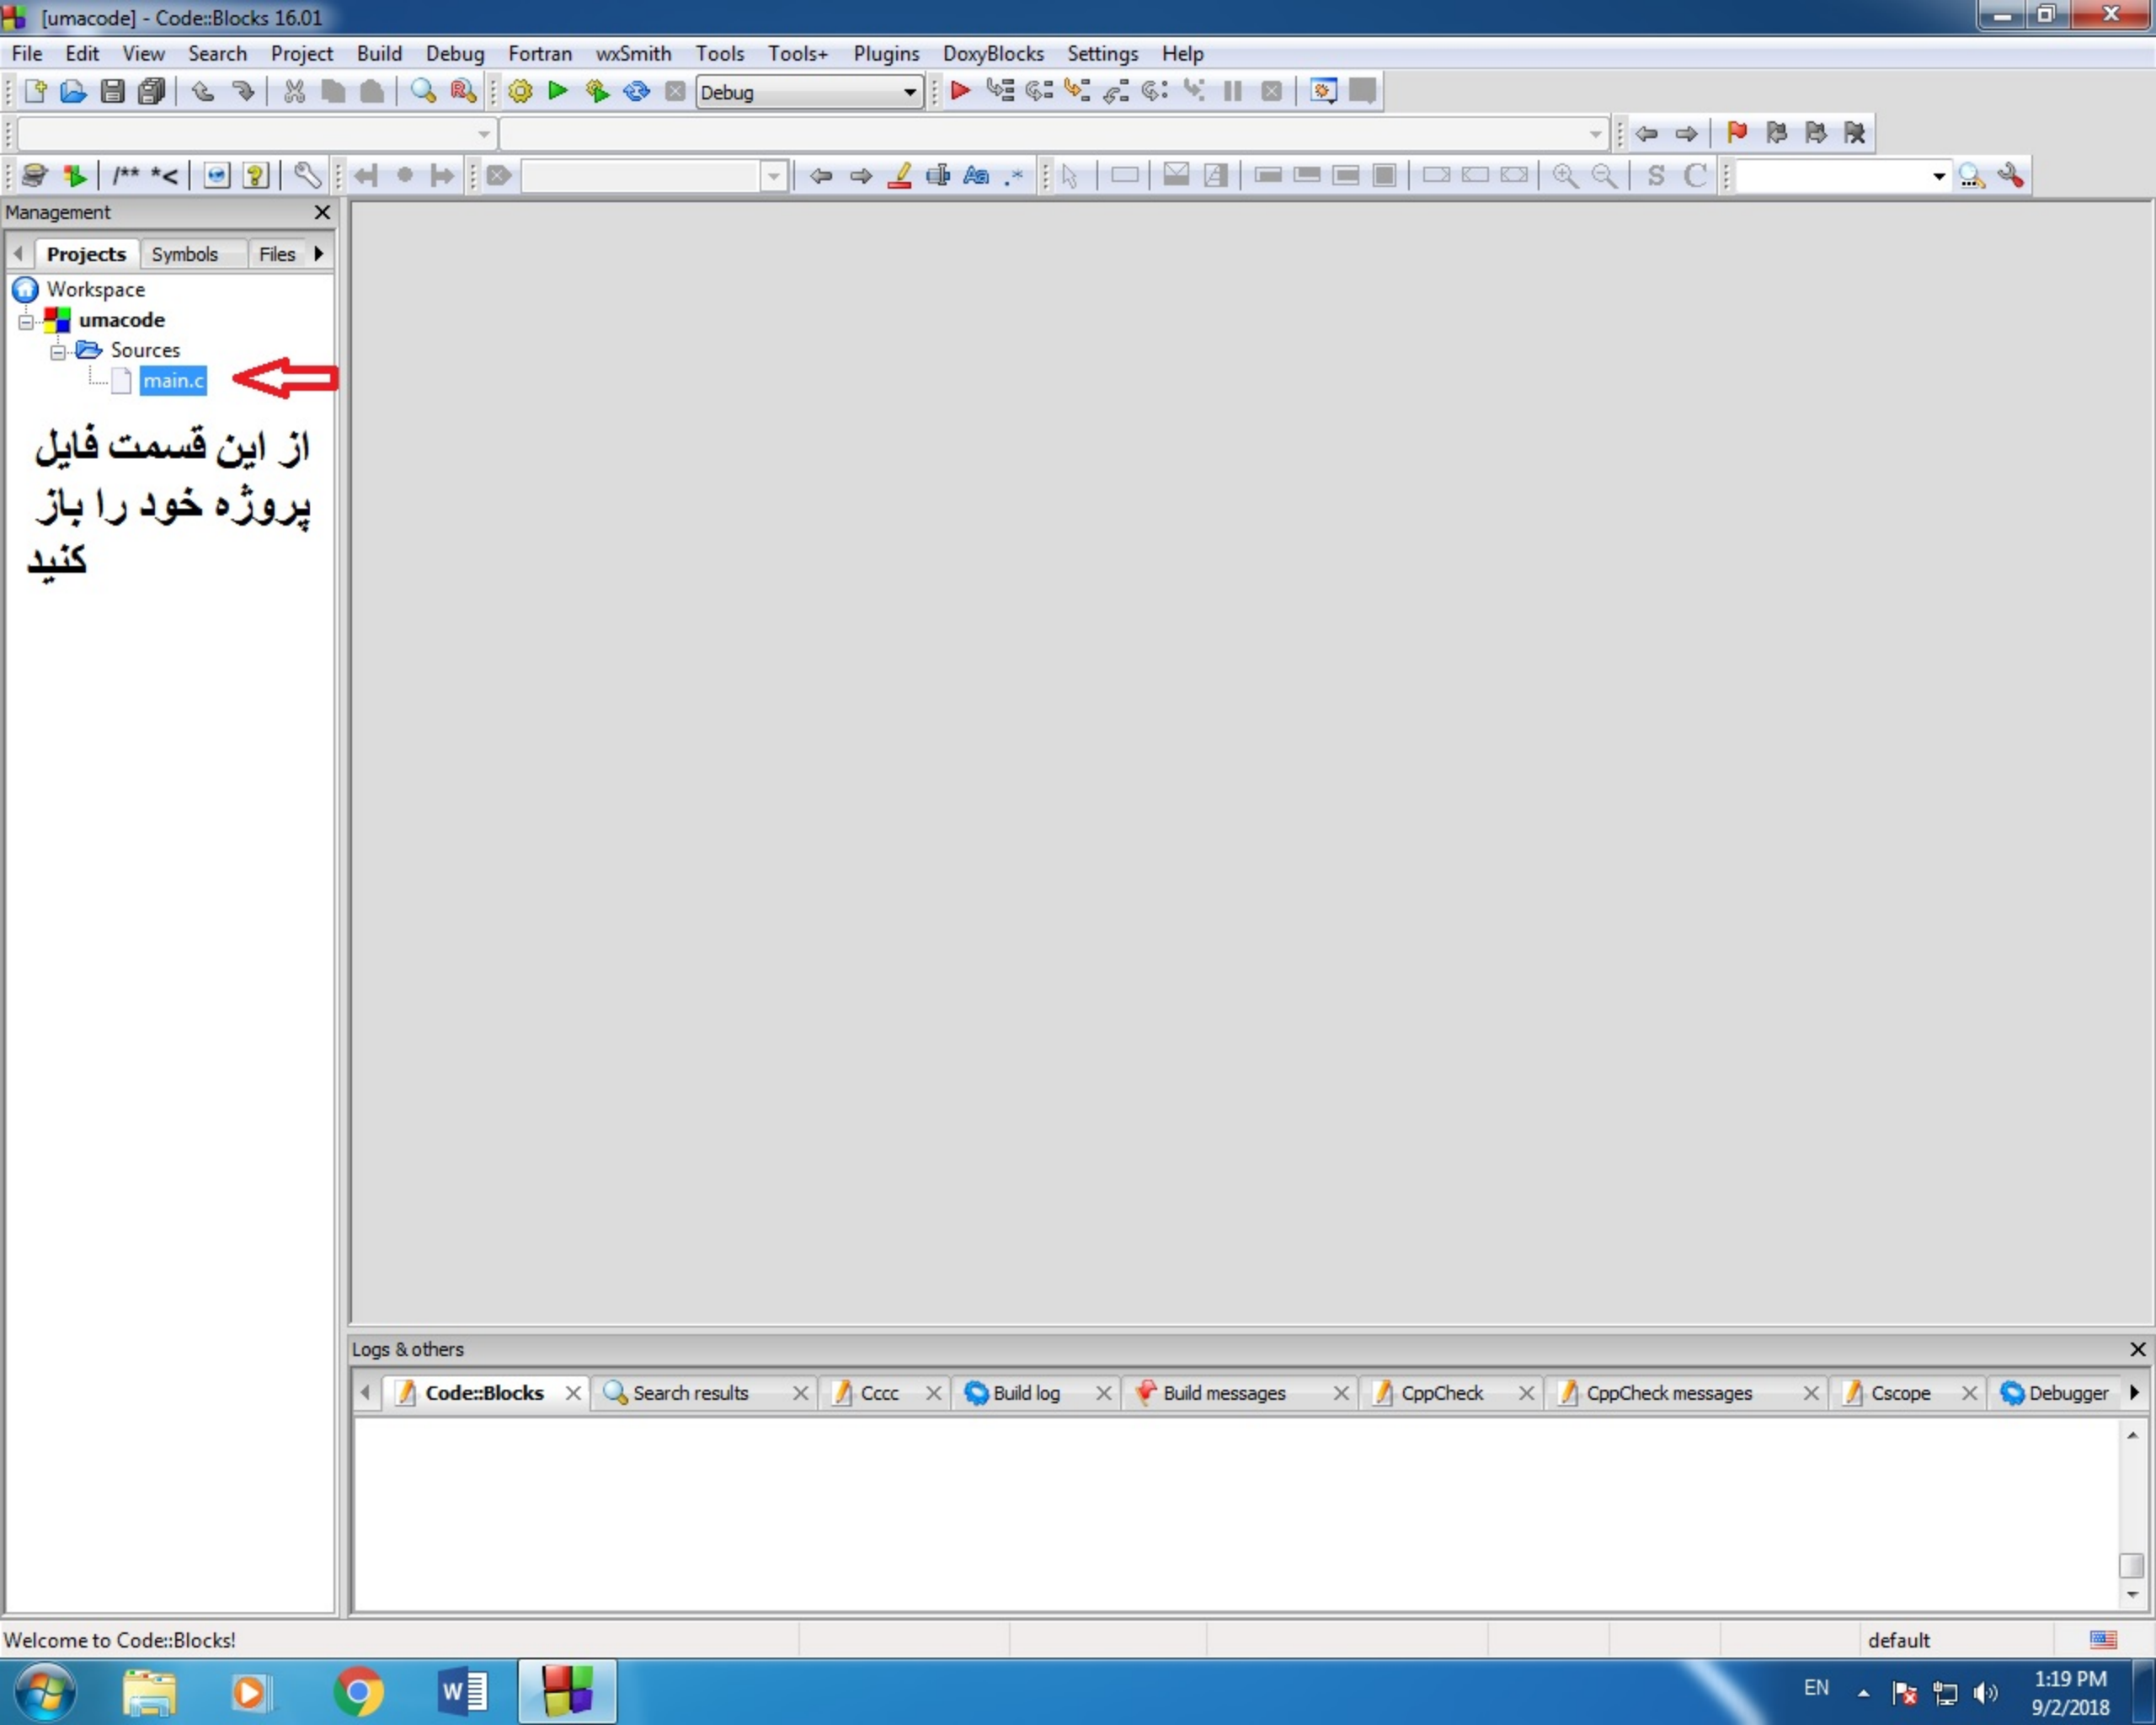 [umacode] - Code::Blocks 16.01
File Edit View Search Project Build Debug Fortran wxSmith Tools Tools+ Plugins DoxyBlocks Settings Help
Debug
/** *< Aa .* S C
Management
Projects Symbols Files
Workspace
umacode
Sources
main.c
از این قسمت فایل
پروژه خود را باز
کنید
Logs & others
Code::Blocks Search results Cccc Build log Build messages CppCheck CppCheck messages Cscope Debugger
Welcome to Code::Blocks!
default
EN
1:19 PM
9/2/2018